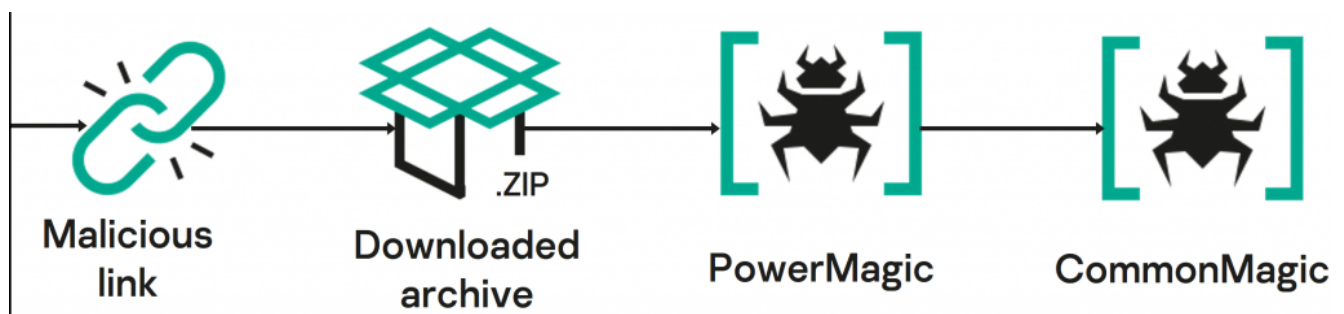 Malicious
link
.ZIP
Downloaded
archive
PowerMagic
CommonMagic